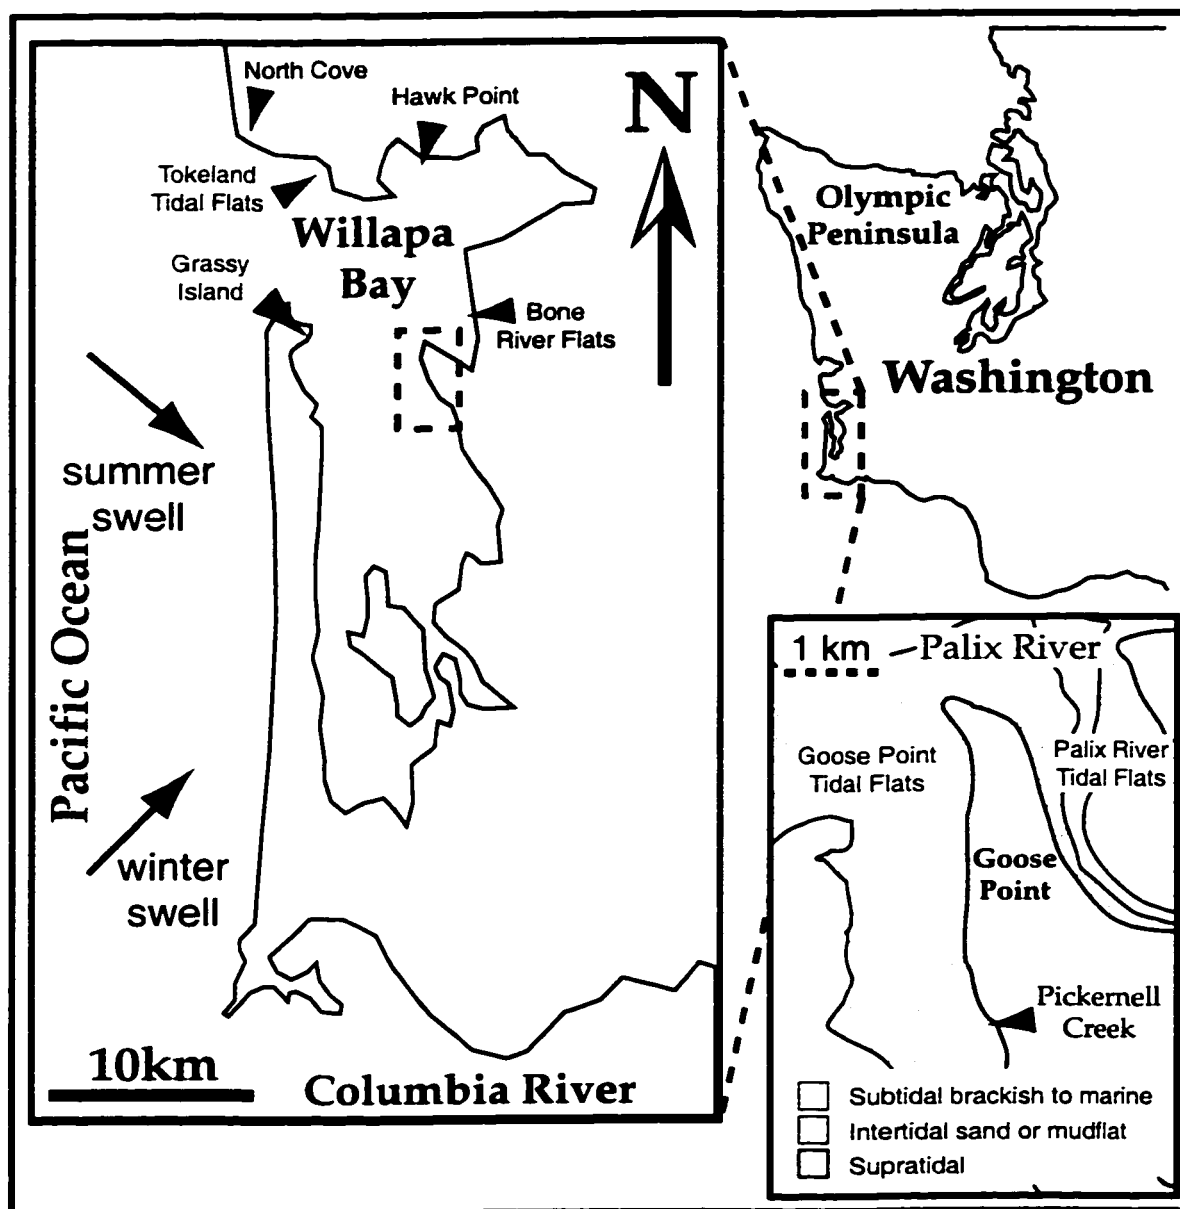 North Cove
Hawk Point
N
Tokeland
Tidal Flats
Willapa
Bay
Grassy
Island
Bone
River Flats
summer
swell
Pacific Ocean
winter
swell
10km
Columbia River
Olympic
Peninsula
Washington
1 km
Palix River
Goose Point
Tidal Flats
Palix River
Tidal Flats
Goose
Point
Pickernell
Creek
Subtidal brackish to marine
Intertidal sand or mudflat
Supratidal